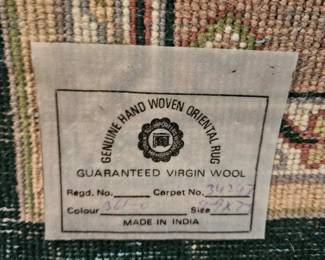 GENUINE HAND WOVEN ORIENTAL RUG
GUARANTEED VIRGIN WOOL
Regd. No. Carpet No.
Colour Size
MADE IN INDIA